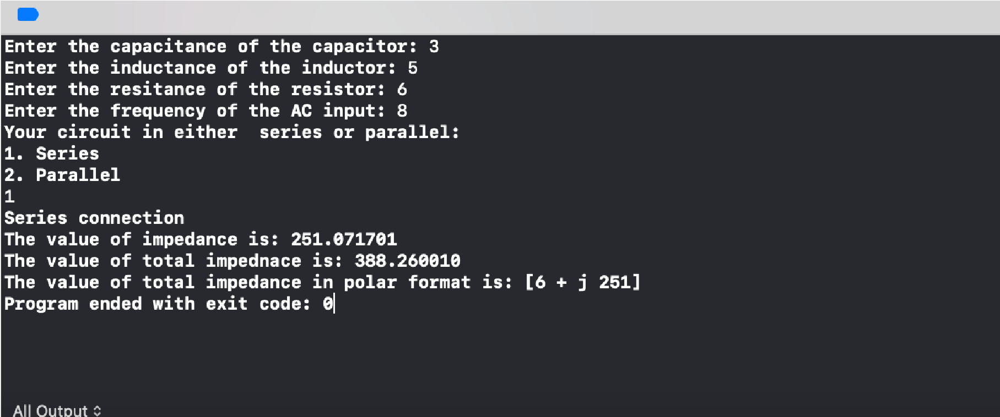 Enter the capacitance of the capacitor: 3
Enter the inductance of the inductor: 5
Enter the resitance of the resistor: 6
Enter the frequency of the AC input: 8
Your circuit in either  series or parallel:
1. Series
2. Parallel
1
Series connection
The value of impedance is: 251.071701
The value of total impednace is: 388.260010
The value of total impedance in polar format is: [6 + j 251]
Program ended with exit code: 0
All Output